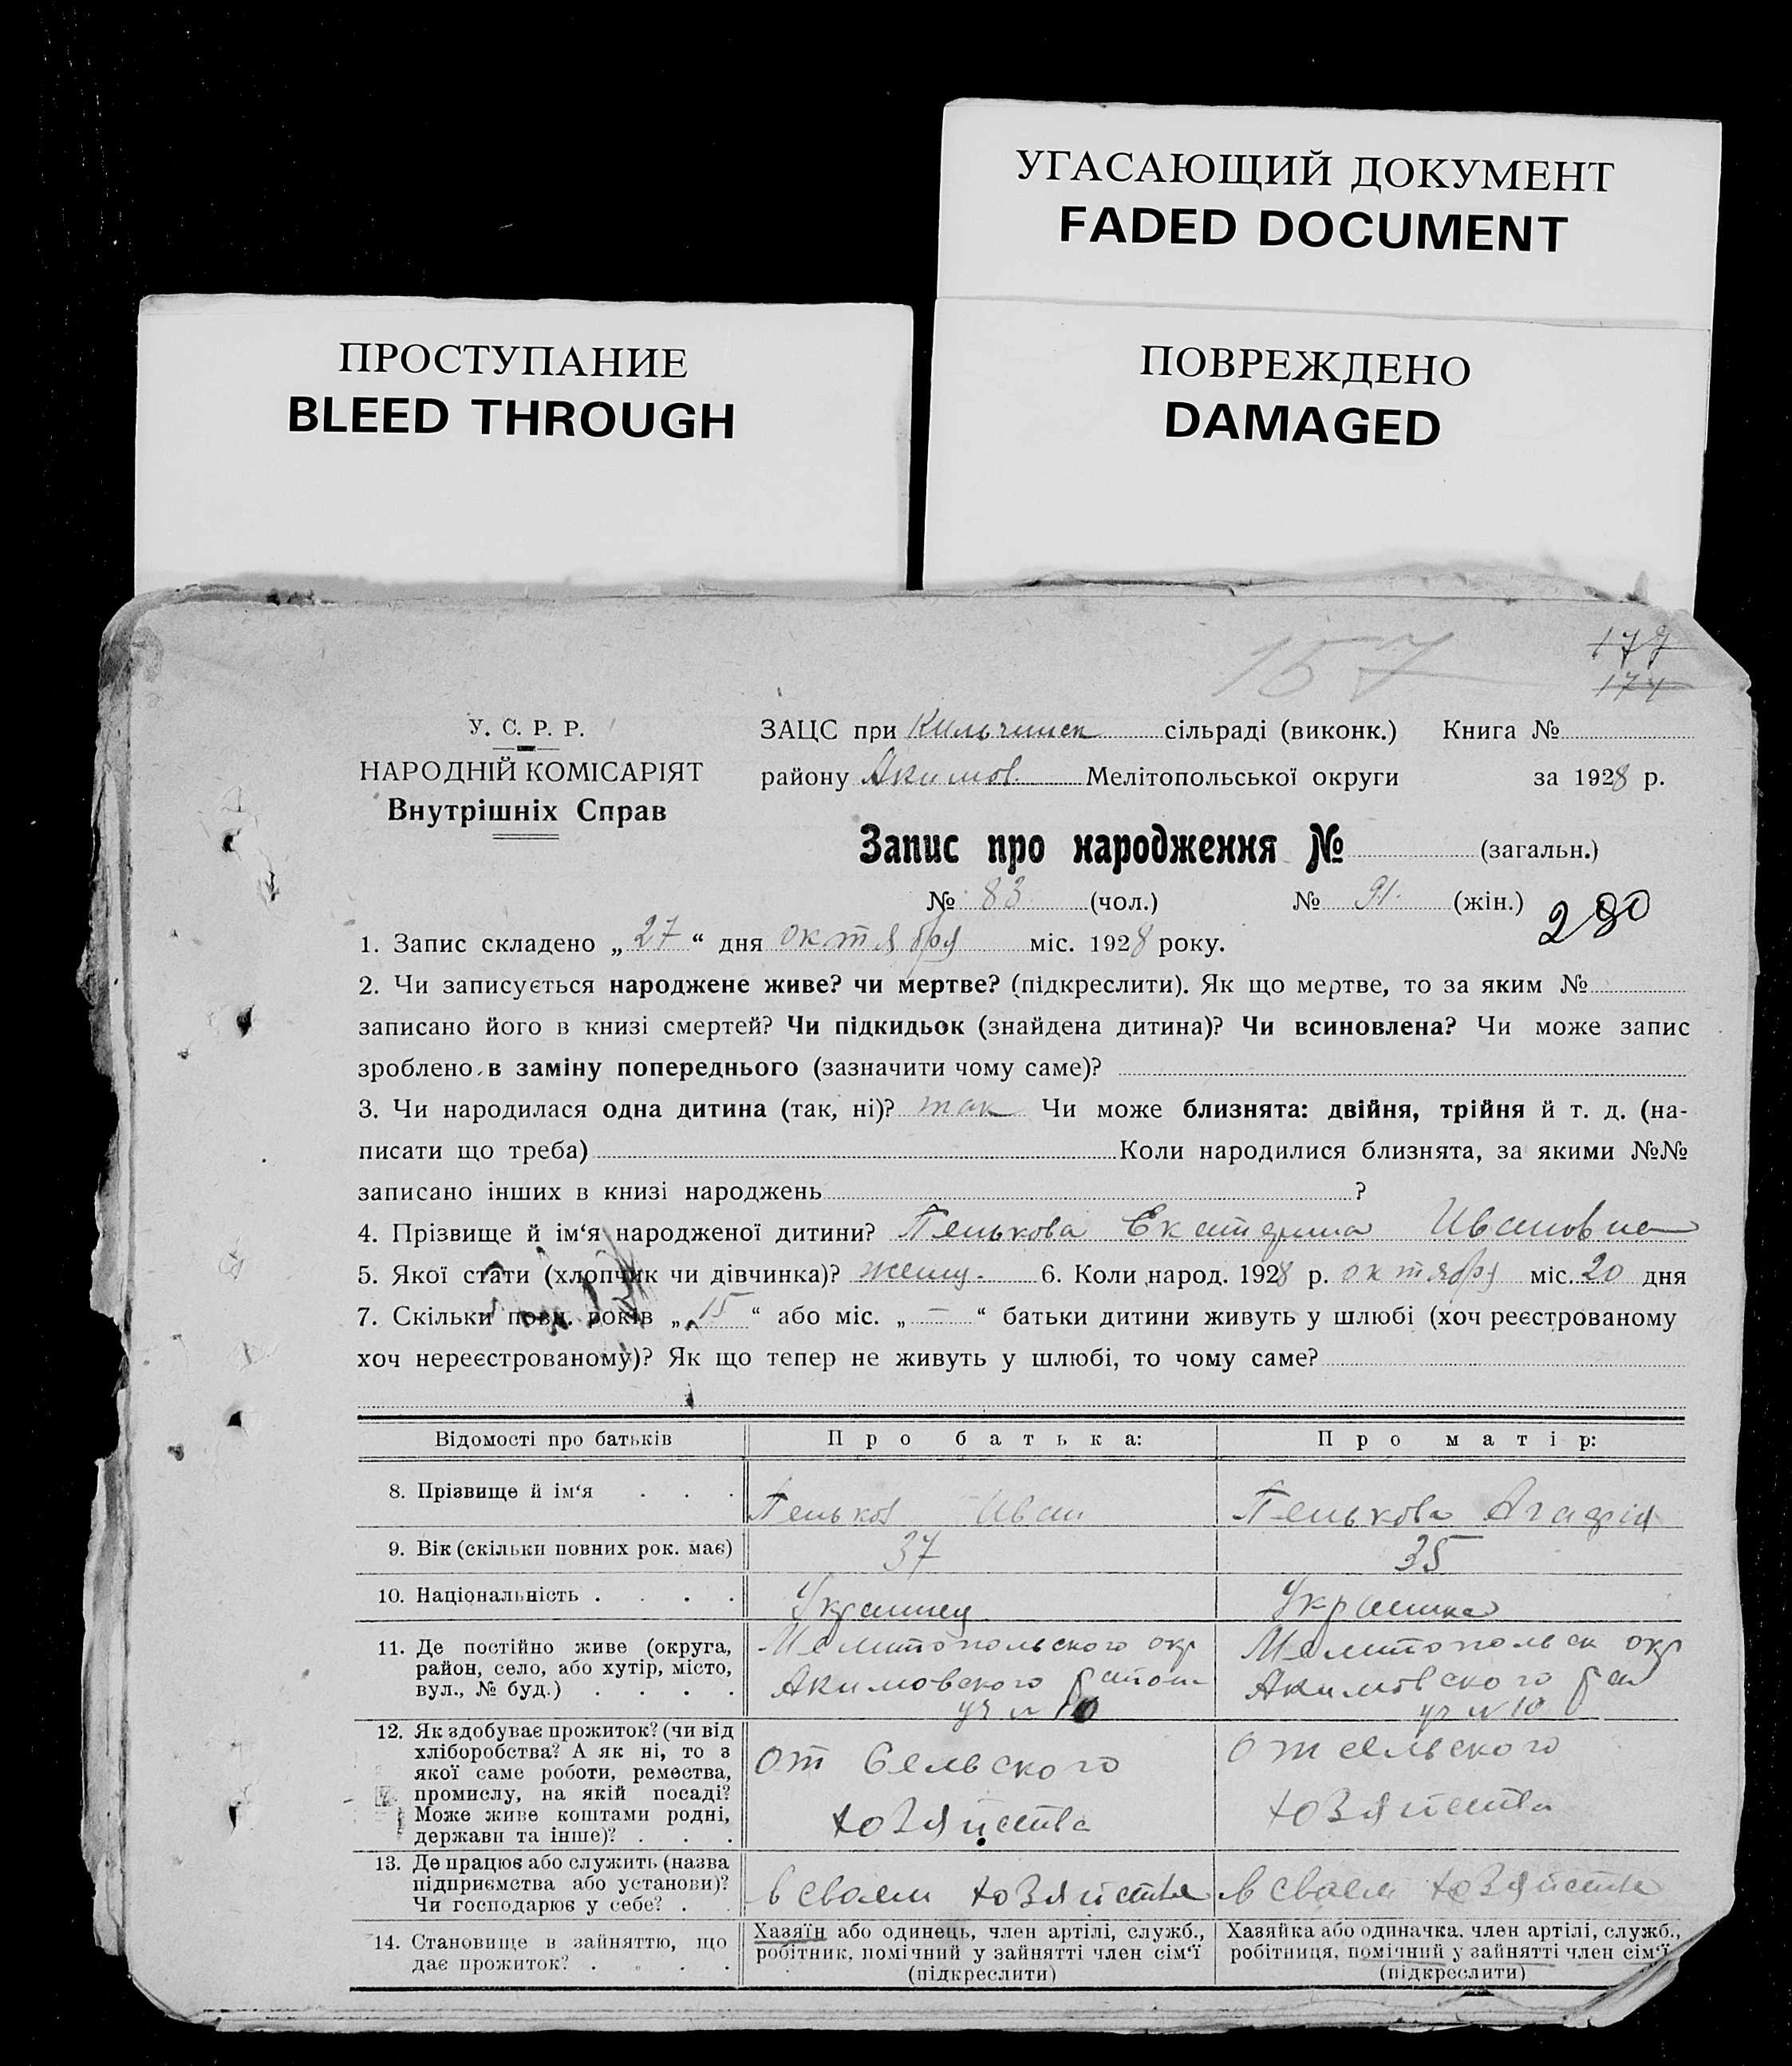 УГАСАЮЩИЙ ДОКУМЕНТ
FADED DOCUMENT
ПРОСТУПАНИЕ
BLEED THROUGH
ПОВРЕЖДЕНО
DAMAGED
157
177
174
У. С. Р. Р.
НАРОДНІЙ КОМІСАРІЯТ
Внутрішніх Справ
ЗАЦС при Кильчинск сільраді (виконк.) Книга №
району Акимов. Мелітопольської округи за 1928 р.
Запис про народження № (загальн.)
№ 83 (чол.) № 91. (жін.)
280
1. Запис складено „ 27 “ дня октября міс. 1928 року.
2. Чи записується народжене живе? чи мертве? (підкреслити). Як що мертве, то за яким №
записано його в книзі смертей? Чи підкидьок (знайдена дитина)? Чи всиновлена? Чи може запис
зроблено в заміну попереднього (зазначити чому саме)?
3. Чи народилася одна дитина (так, ні)? так Чи може близнята: двійня, трійня й т. д. (на-
писати що треба) Коли народилися близнята, за якими №№
записано інших в книзі народжень ?
4. Прізвище й ім‘я народженої дитини? Пенькова Екатерина Ивановна
5. Якої стати (хлопчик чи дівчинка)? женщ. 6. Коли народ. 1928 р. октября міс. 20 дня
7. Скільки повн. років „ 15 “ або міс. „ — “ батьки дитини живуть у шлюбі (хоч реєстрованому
хоч нереєстрованому)? Як що тепер не живуть у шлюбі, то чому саме?
Відомості про батьків Про батька: Про матір:
8. Прізвище й ім‘я . . . Пеньков Иван Пенькова Агафия
9. Вік (скільки повних рок. має) 37 35
10. Національність . . . . Украинец Украинка
11. Де постійно живе (округа, район, село, або хутір, місто, вул., № буд.) . . . .
Мелитопольского окр
Акимовского района
уч № 10
Мелитопольск окр
Акимовского рай
уч № 10
12. Як здобуває прожиток? (чи від хліборобства? А як ні, то з якої саме роботи, ремества, промислу, на якій посаді? Може живе коштами родні, держави та інше)? . . .
от сельского
хозяйства
от сельского
хозяйства
13. Де працює або служить (назва підприємства або установи)? Чи господарює у себе? .
в своем хозяйстве
в своем хозяйстве
14. Становище в зайняттю, що дає прожиток? . . . .
Хазяїн або одинець, член артілі, служб.,
робітник, помічний у зайнятті член сім‘ї
(підкреслити)
Хазяйка або одиначка. член артілі, служб.,
робітниця, помічний у зайнятті член сім‘ї
(підкреслити)